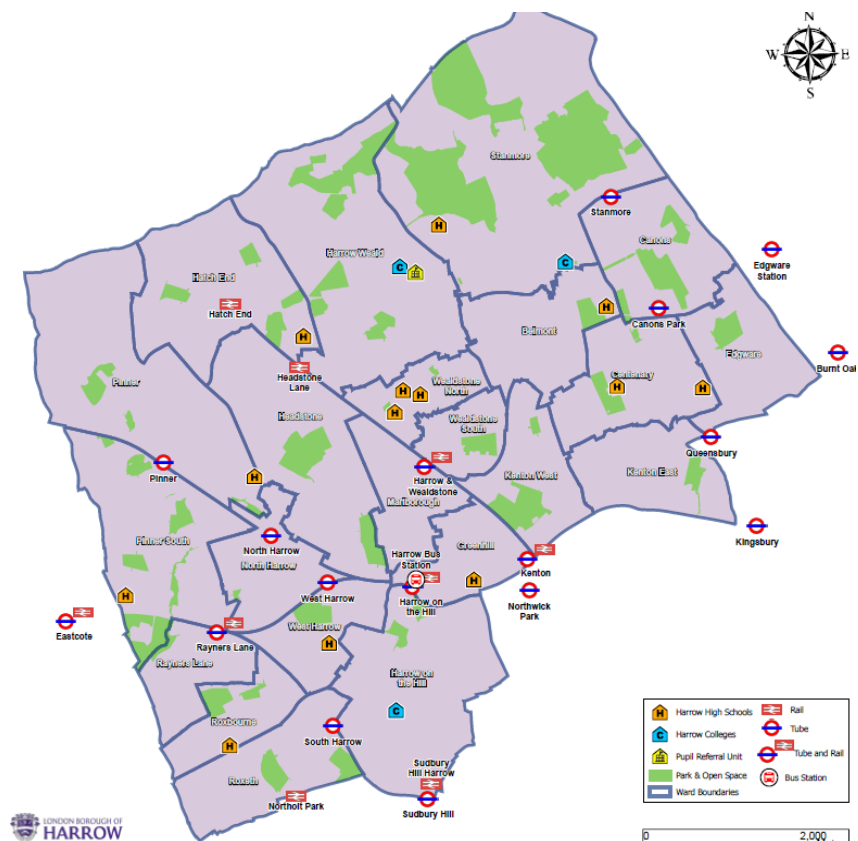 N
W
E
S
Stanmore
Stanmore
Canons
Edgware
Station
Harrow Weald
Hatch End
Hatch End
Canons Park
Belmont
Edgware
Burnt Oak
Headstone
Lane
Pinner
Centenary
Wealdstone
North
Headstone
Wealdstone
South
Queensbury
Pinner
Harrow &
Wealdstone
Kenton West
Kenton East
Marlborough
Kingsbury
Pinner South
North Harrow
North Harrow
Greenhill
Harrow Bus
Station
Kenton
West Harrow
Harrow on
the Hill
Northwick
Park
Eastcote
West Harrow
Rayners Lane
Rayners Lane
Harrow on
the Hill
Roxbourne
South Harrow
Roxeth
Sudbury
Hill Harrow
Northolt Park
Sudbury Hill
H Harrow High Schools
Rail
C Harrow Colleges
Tube
Pupil Referral Unit
Tube and Rail
Park & Open Space
Bus Station
Ward Boundaries
LONDON BOROUGH OF
HARROW
0 2,000